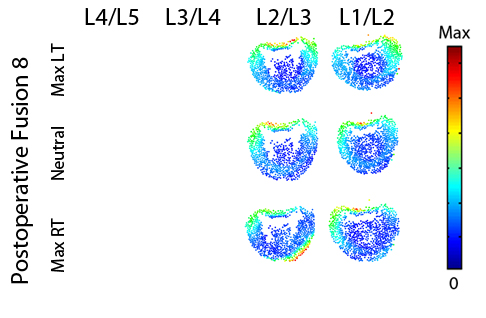 L4/L5 L3/L4 L2/L3 L1/L2
Max
Postoperative Fusion 8
Max LT
Neutral
Max RT
0